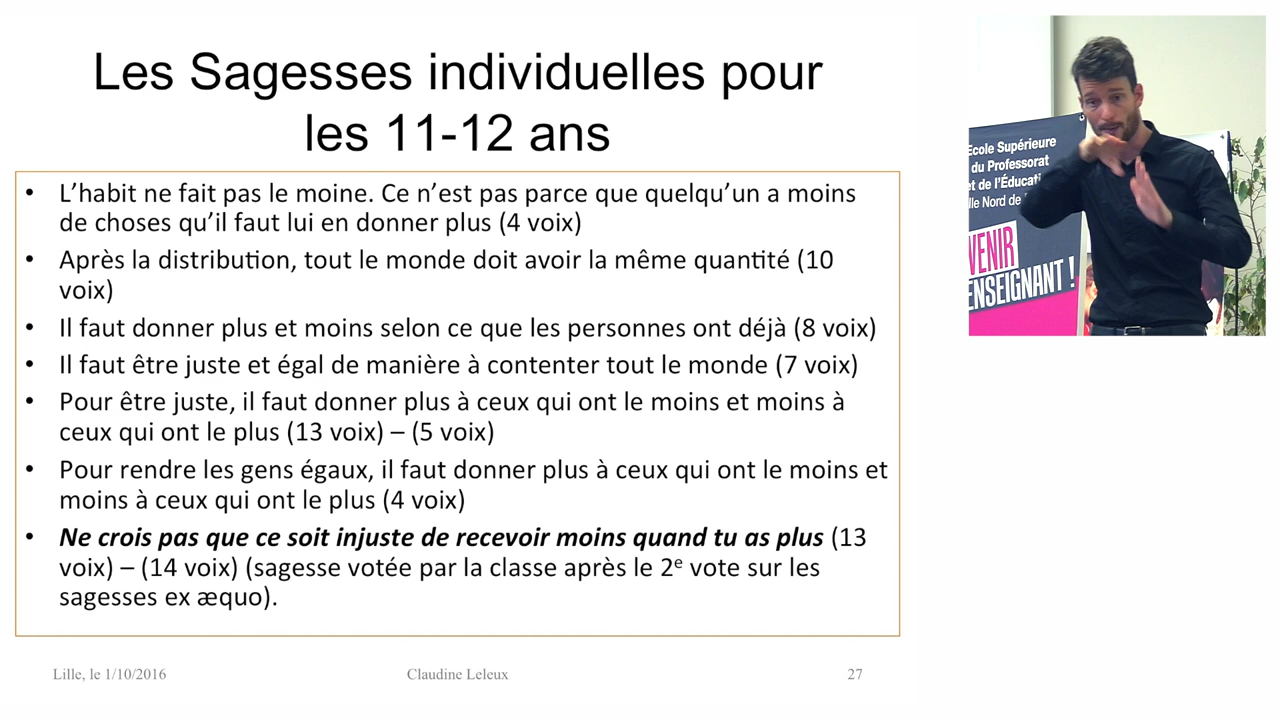 Les Sagesses individuelles pour
les 11-12 ans
• L’habit ne fait pas le moine. Ce n’est pas parce que quelqu’un a moins
de choses qu’il faut lui en donner plus (4 voix)
• Après la distribution, tout le monde doit avoir la même quantité (10
voix)
• Il faut donner plus et moins selon ce que les personnes ont déjà (8 voix)
• Il faut être juste et égal de manière à contenter tout le monde (7 voix)
• Pour être juste, il faut donner plus à ceux qui ont le moins et moins à
ceux qui ont le plus (13 voix) – (5 voix)
• Pour rendre les gens égaux, il faut donner plus à ceux qui ont le moins et
moins à ceux qui ont le plus (4 voix)
• Ne crois pas que ce soit injuste de recevoir moins quand tu as plus (13
voix) – (14 voix) (sagesse votée par la classe après le 2e vote sur les
sagesses ex æquo).
Lille, le 1/10/2016 Claudine Leleux 27
Ecole Supérieure
du Professorat
et de l’Éducati
lle Nord de
VENIR
ENSEIGNANT !